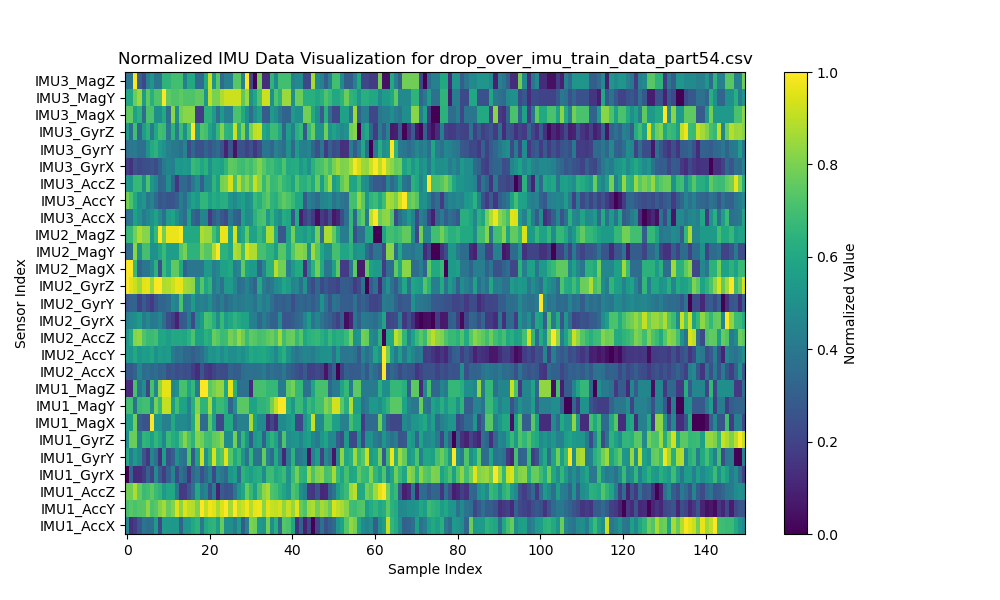 Normalized IMU Data Visualization for drop_over_imu_train_data_part54.csv
IMU3_MagZ
IMU3_MagY
IMU3_MagX
IMU3_GyrZ
IMU3_GyrY
IMU3_GyrX
IMU3_AccZ
IMU3_AccY
IMU3_AccX
IMU2_MagZ
IMU2_MagY
IMU2_MagX
IMU2_GyrZ
IMU2_GyrY
IMU2_GyrX
IMU2_AccZ
IMU2_AccY
IMU2_AccX
IMU1_MagZ
IMU1_MagY
IMU1_MagX
IMU1_GyrZ
IMU1_GyrY
IMU1_GyrX
IMU1_AccZ
IMU1_AccY
IMU1_AccX
Sensor Index
0 20 40 60 80 100 120 140
Sample Index
1.0
0.8
0.6
0.4
0.2
0.0
Normalized Value